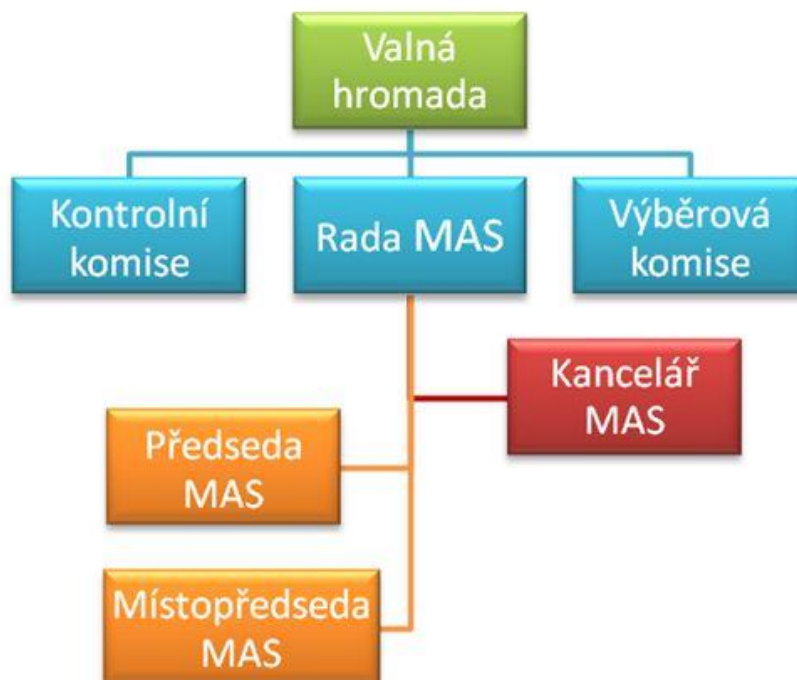 Valná
hromada
Kontrolní
komise
Rada MAS
Výběrová
komise
Kancelář
MAS
Předseda
MAS
Místopředseda
MAS